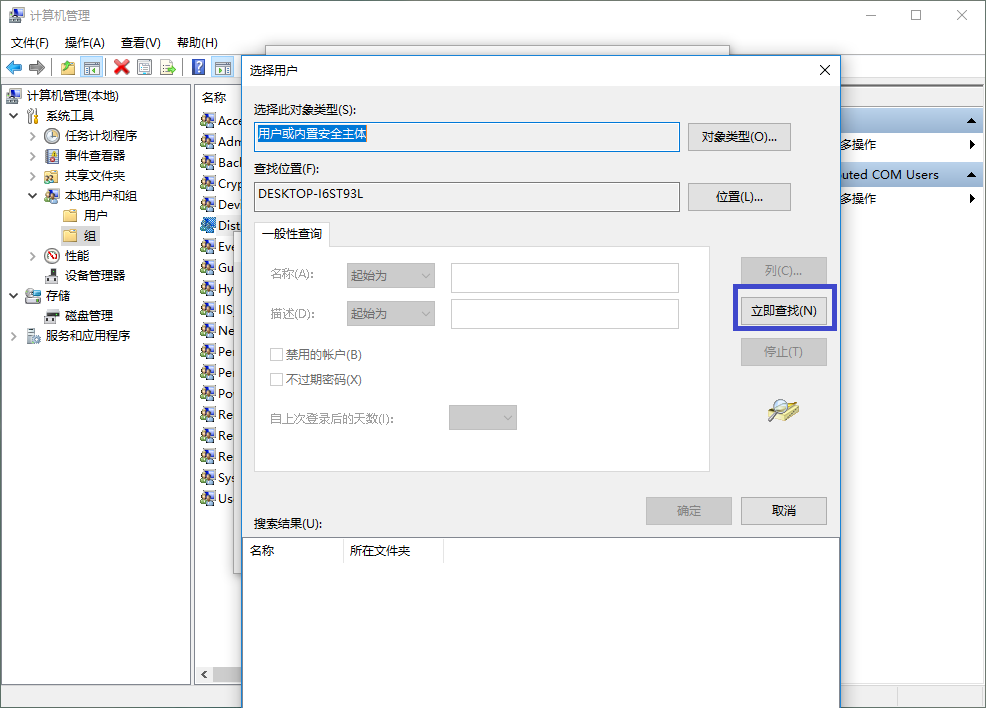 计算机管理
文件(F) 操作(A) 查看(V) 帮助(H)
计算机管理(本地)
系统工具
任务计划程序
事件查看器
共享文件夹
本地用户和组
用户
组
性能
设备管理器
存储
磁盘管理
服务和应用程序
名称
Acce
Adm
Back
Cryp
Dev
Dist
Eve
Gu
Hy
IIS_
Ne
Per
Per
Po
Re
Re
Re
Sys
Us
选择用户
选择此对象类型(S):
用户或内置安全主体
对象类型(O)...
查找位置(F):
DESKTOP-I6ST93L
位置(L)...
一般性查询
名称(A): 起始为
描述(D): 起始为
禁用的帐户(B)
不过期密码(X)
自上次登录后的天数(I):
列(C)...
立即查找(N)
停止(T)
确定 取消
搜索结果(U):
名称 所在文件夹
多操作
uted COM Users
多操作